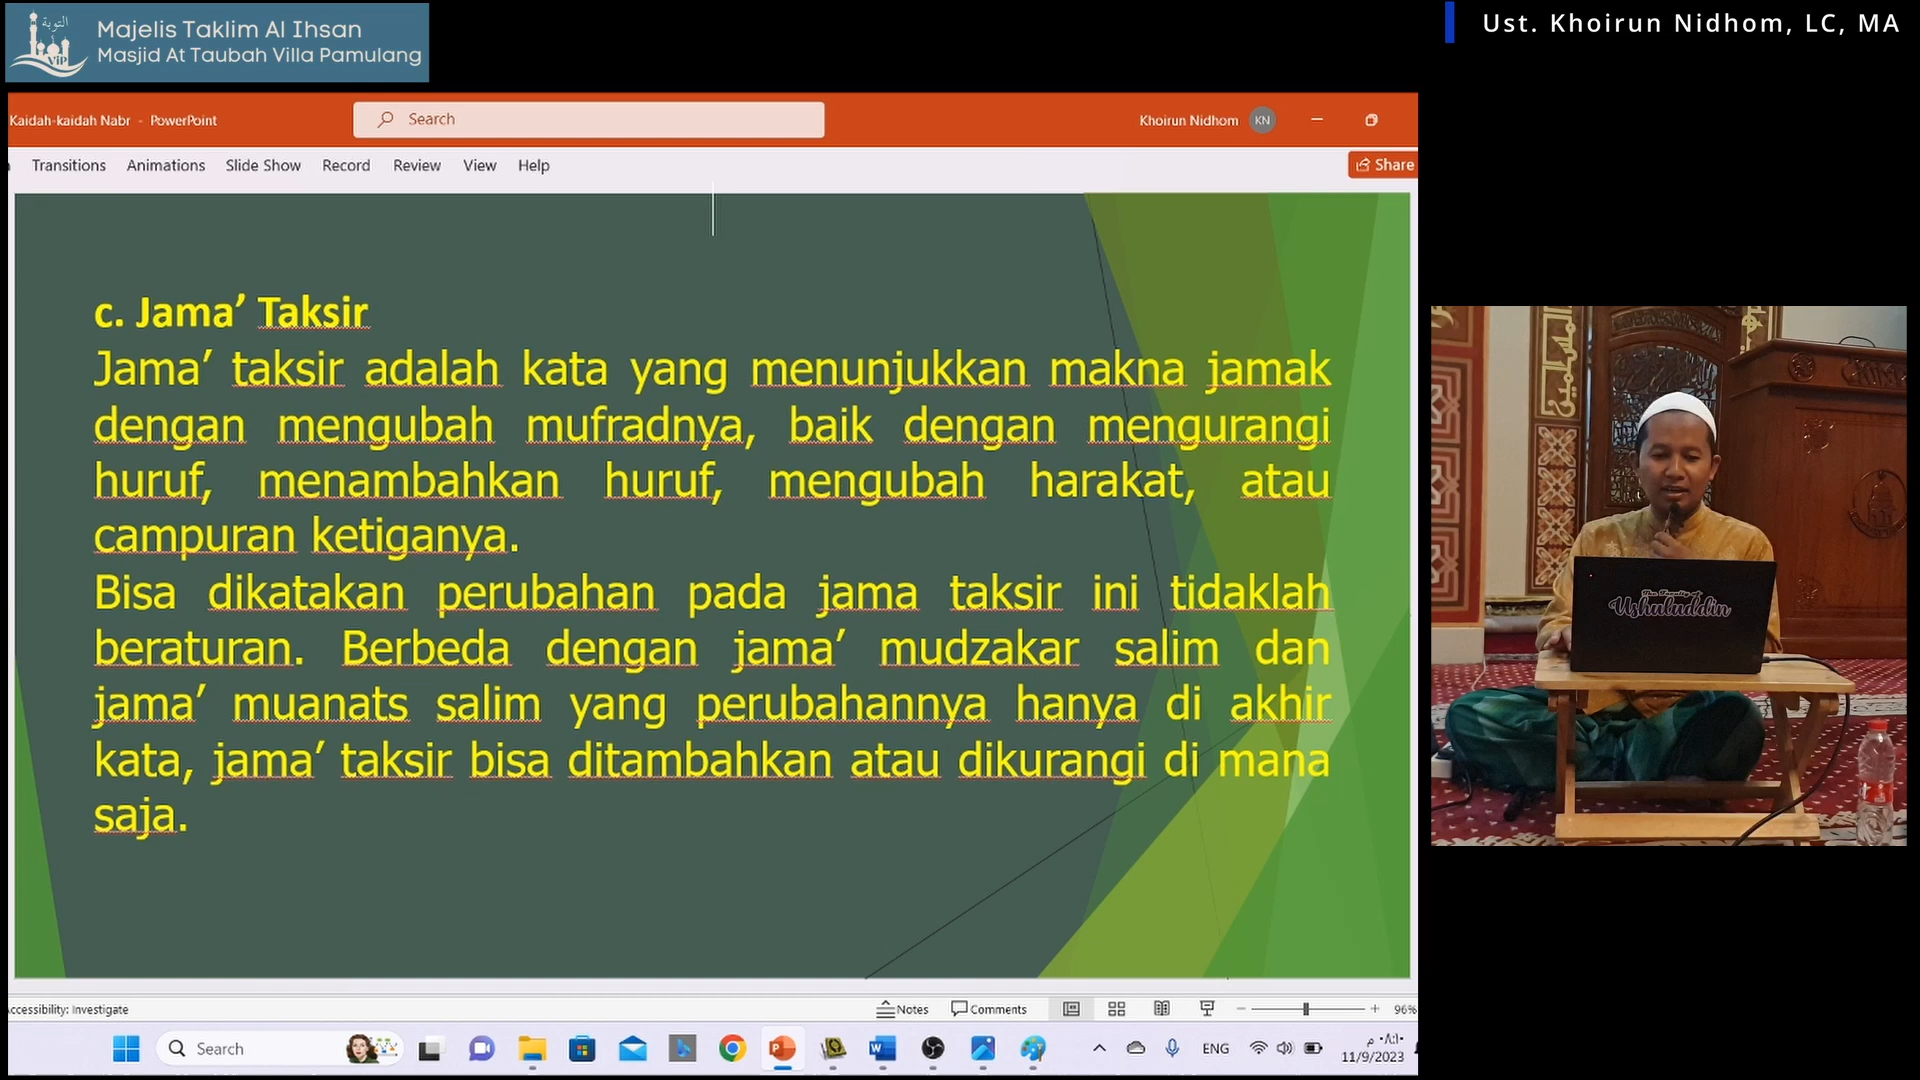 التوبة
ViP
Majelis Taklim Al Ihsan
Masjid At Taubah Villa Pamulang
Ust. Khoirun Nidhom, LC, MA
Kaidah-kaidah Nabr - PowerPoint
Search
Khoirun Nidhom
KN
Transitions Animations Slide Show Record Review View Help
Share
c. Jama’ Taksir
Jama’ taksir adalah kata yang menunjukkan makna jamak
dengan mengubah mufradnya, baik dengan mengurangi
huruf, menambahkan huruf, mengubah harakat, atau
campuran ketiganya.
Bisa dikatakan perubahan pada jama taksir ini tidaklah
beraturan. Berbeda dengan jama’ mudzakar salim dan
jama’ muanats salim yang perubahannya hanya di akhir
kata, jama’ taksir bisa ditambahkan atau dikurangi di mana
saja.
The Faculty of
Ushuluddin
ccessibility: Investigate
Notes Comments
96%
Search
ENG
11/9/2023